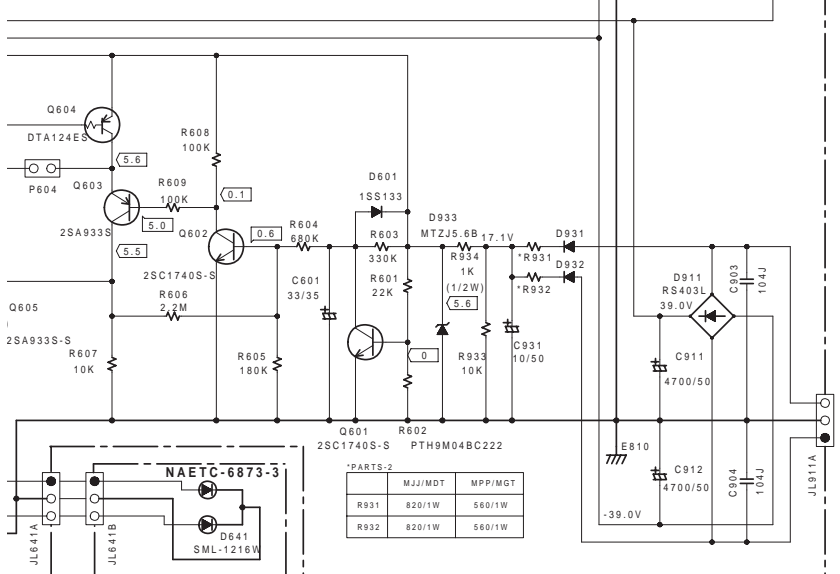 Q604
DTA124ES
P604
5.6
R608
100K
Q603
R609
100K
0.1
5.0
2SA933S
Q602
0.6
5.5
2SC1740S-S
R604
680K
D601
1SS133
D933
MTZJ5.6B
17.1V
R603
330K
R934
1K
(1/2W)
*R931
D931
D932
*R932
C601
33/35
R601
22K
5.6
D911
RS403L
39.0V
C903
104J
Q605
2SA933S-S
R606
2.2M
R607
10K
R605
180K
0
R933
10K
C931
10/50
C911
4700/50
Q601
2SC1740S-S
R602
PTH9M04BC222
E810
*PARTS-2
MJJ/MDT MPP/MGT
R931 820/1W 560/1W
R932 820/1W 560/1W
C912
4700/50
C904
104J
JL911A
-39.0V
NAETC-6873-3
D641
SML-1216W
JL641A
JL641B